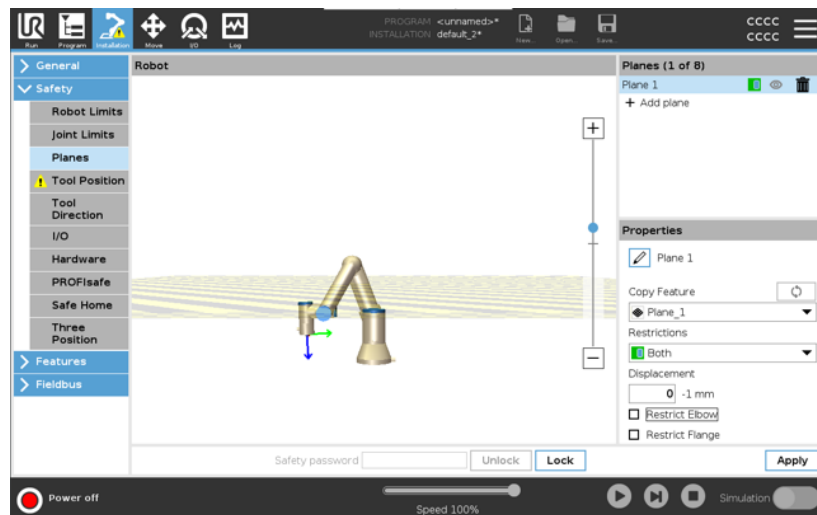 PROGRAM <unnamed>*
INSTALLATION default_2*
Run
Program
Installation
Move
I/O
Log
New...
Open...
Save...
cccc
cccc
General
Safety
Robot Limits
Joint Limits
Planes
Tool Position
Tool
Direction
I/O
Hardware
PROFIsafe
Safe Home
Three
Position
Features
Fieldbus
Robot
Planes (1 of 8)
Plane 1
+ Add plane
Properties
Plane 1
Copy Feature
Plane_1
Restrictions
Both
Displacement
0 -1 mm
Restrict Elbow
Restrict Flange
Safety password
Unlock
Lock
Apply
Power off
Speed 100%
Simulation